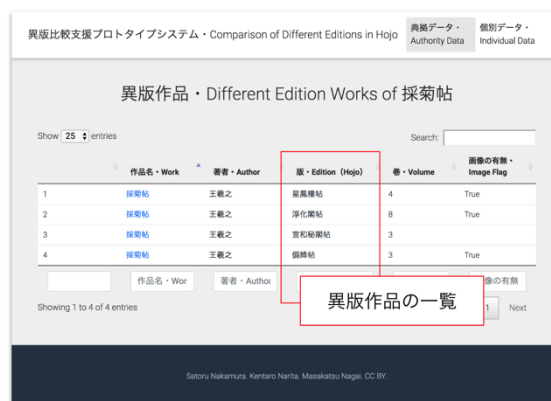 異版比較支援プロトタイプシステム・Comparison of Different Editions in Hojo
典拠データ・
Authority Data
個別データ・
Individual Data
異版作品・Different Edition Works of 採菊帖
Show 25 entries
Search:
作品名・Work 著者・Author 版・Edition（Hojo） 巻・Volume 画像の有無・
Image Flag
1 採菊帖 王羲之 星鳳樓帖 4 True
2 採菊帖 王羲之 淳化閣帖 8 True
3 採菊帖 王羲之 宣和秘閣帖 3
4 採菊帖 王羲之 帖 3 True
作品名・Wor 著者・Author 像の有無
異版作品の一覧
Showing 1 to 4 of 4 entries
1 Next
Satoru Nakamura. Kentaro Narita. Masakatsu Nagai. CC BY.